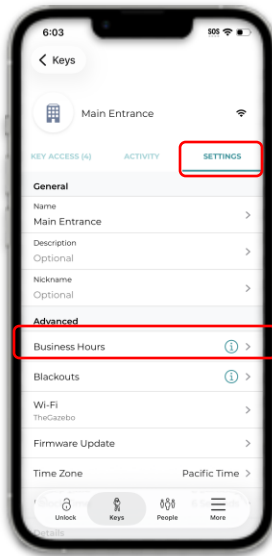 6:03
SOS
Keys
Main Entrance
KEY ACCESS (4) ACTIVITY SETTINGS
General
Name
Main Entrance
Description
Optional
Nickname
Optional
Advanced
Business Hours
Blackouts
Wi-Fi
TheGazebo
Firmware Update
Time Zone Pacific Time
Unlock Keys People More
Details